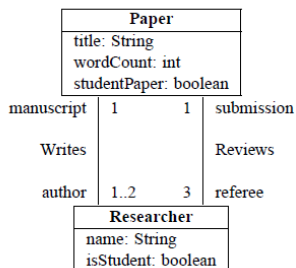 Paper
title: String
wordCount: int
studentPaper: boolean
manuscript 1 1 submission
Writes Reviews
author 1..2 3 referee
Researcher
name: String
isStudent: boolean